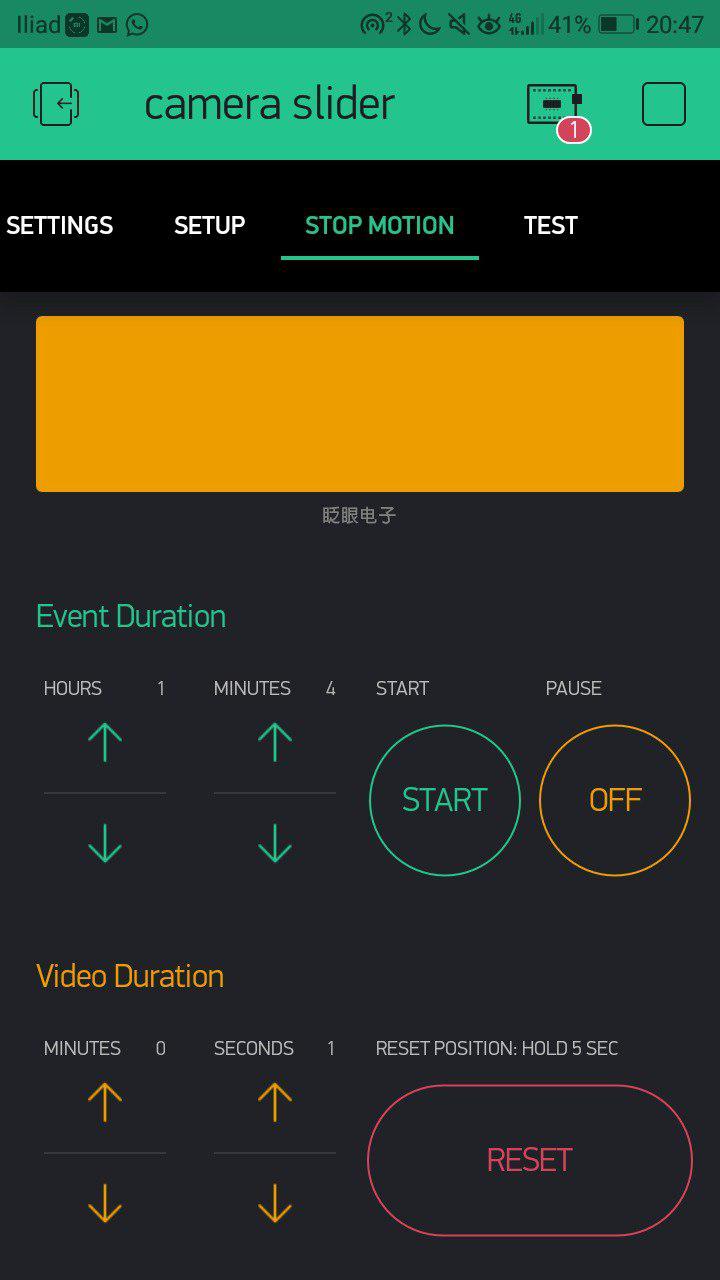 Iliad 2 4G 41% 20:47
camera slider 1
SETTINGS SETUP STOP MOTION TEST
眨眼电子
Event Duration
HOURS 1 MINUTES 4 START PAUSE
START OFF
Video Duration
MINUTES 0 SECONDS 1 RESET POSITION: HOLD 5 SEC
RESET